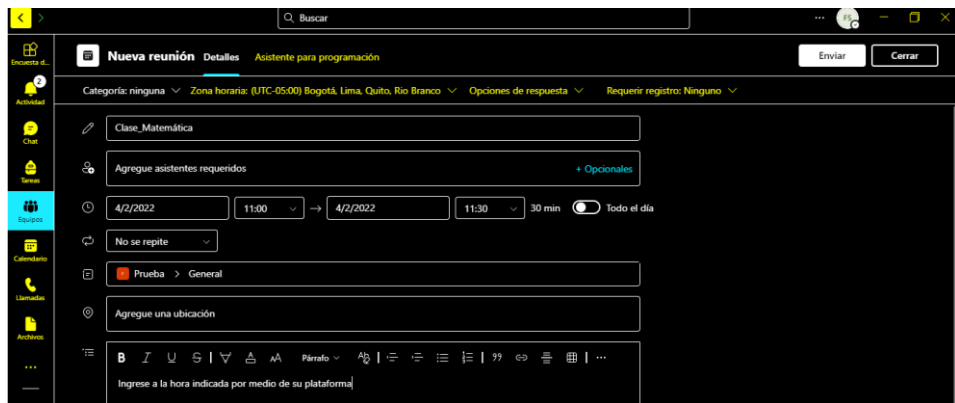 Buscar
FS
Encuesta d...
Nueva reunión Detalles Asistente para programación
Enviar Cerrar
2
Actividad
Categoría: ninguna Zona horaria: (UTC-05:00) Bogotá, Lima, Quito, Rio Branco Opciones de respuesta Requerir registro: Ninguno
Chat
Clase_Matemática
Tareas
Agregue asistentes requeridos + Opcionales
Equipos
4/2/2022 11:00 → 4/2/2022 11:30 30 min Todo el día
Calendario
No se repite
Llamadas
Prueba > General
Archivos
Agregue una ubicación
B I U S A AA Párrafo
Ingrese a la hora indicada por medio de su plataforma